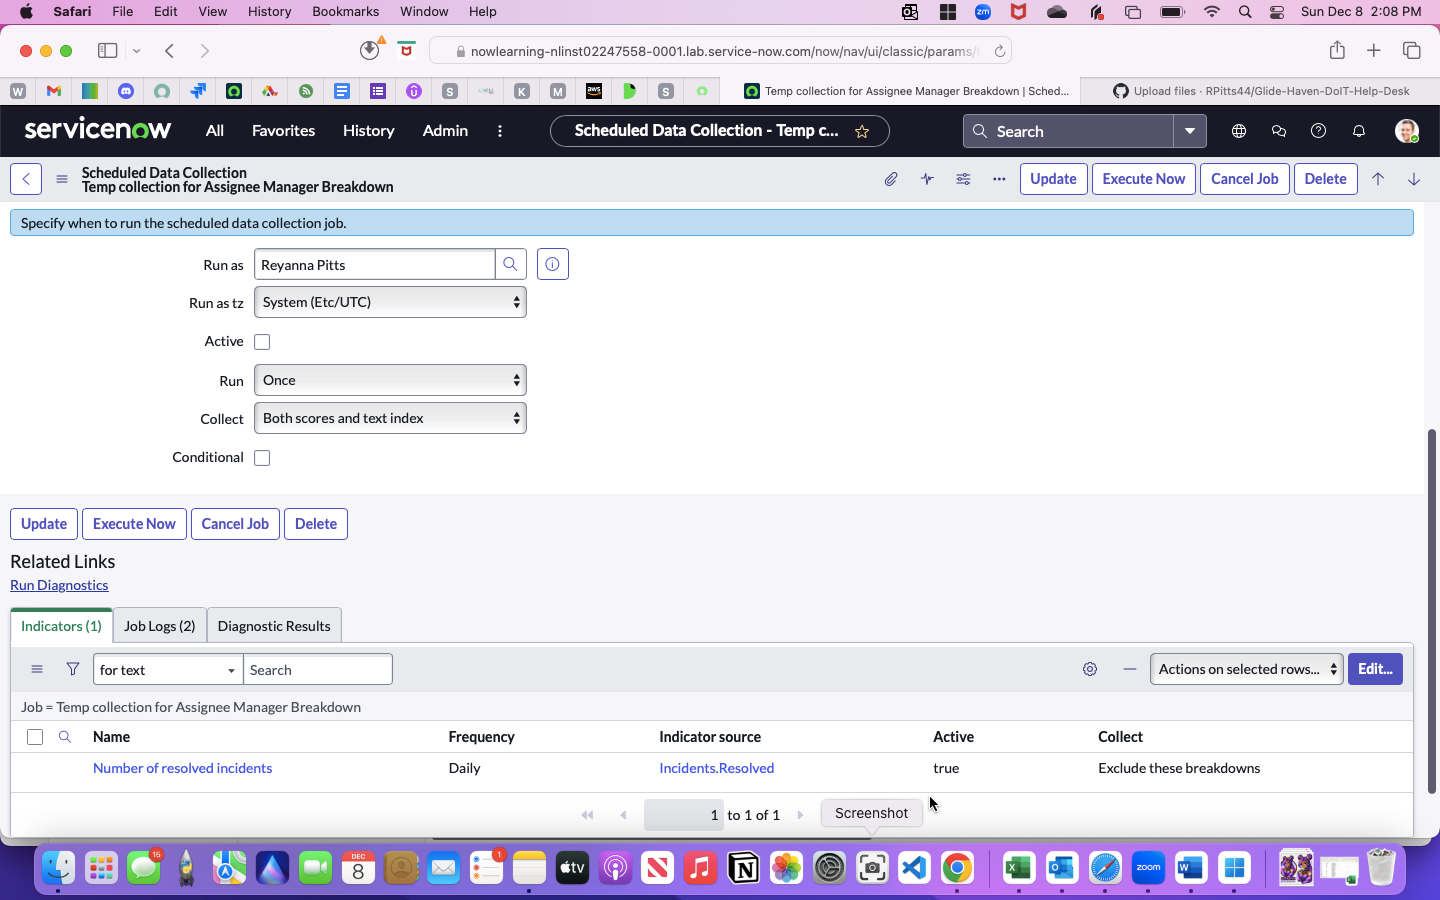 Safari File Edit View History Bookmarks Window Help Sun Dec 8 2:08 PM
nowlearning-nlinst02247558-0001.lab.service-now.com/now/nav/ui/classic/params/
Temp collection for Assignee Manager Breakdown | Sched... Upload files · RPitts44/Glide-Haven-DoIT-Help-Desk
servicenow All Favorites History Admin Scheduled Data Collection - Temp c... Search
Scheduled Data Collection
Temp collection for Assignee Manager Breakdown
Update Execute Now Cancel Job Delete
Specify when to run the scheduled data collection job.
Run as Reyanna Pitts
Run as tz System (Etc/UTC)
Active
Run Once
Collect Both scores and text index
Conditional
Update Execute Now Cancel Job Delete
Related Links
Run Diagnostics
Indicators (1) Job Logs (2) Diagnostic Results
for text Search Actions on selected rows... Edit...
Job = Temp collection for Assignee Manager Breakdown
Name Frequency Indicator source Active Collect
Number of resolved incidents Daily Incidents.Resolved true Exclude these breakdowns
1 to 1 of 1
Screenshot
15 DEC 8 1 tv zoom